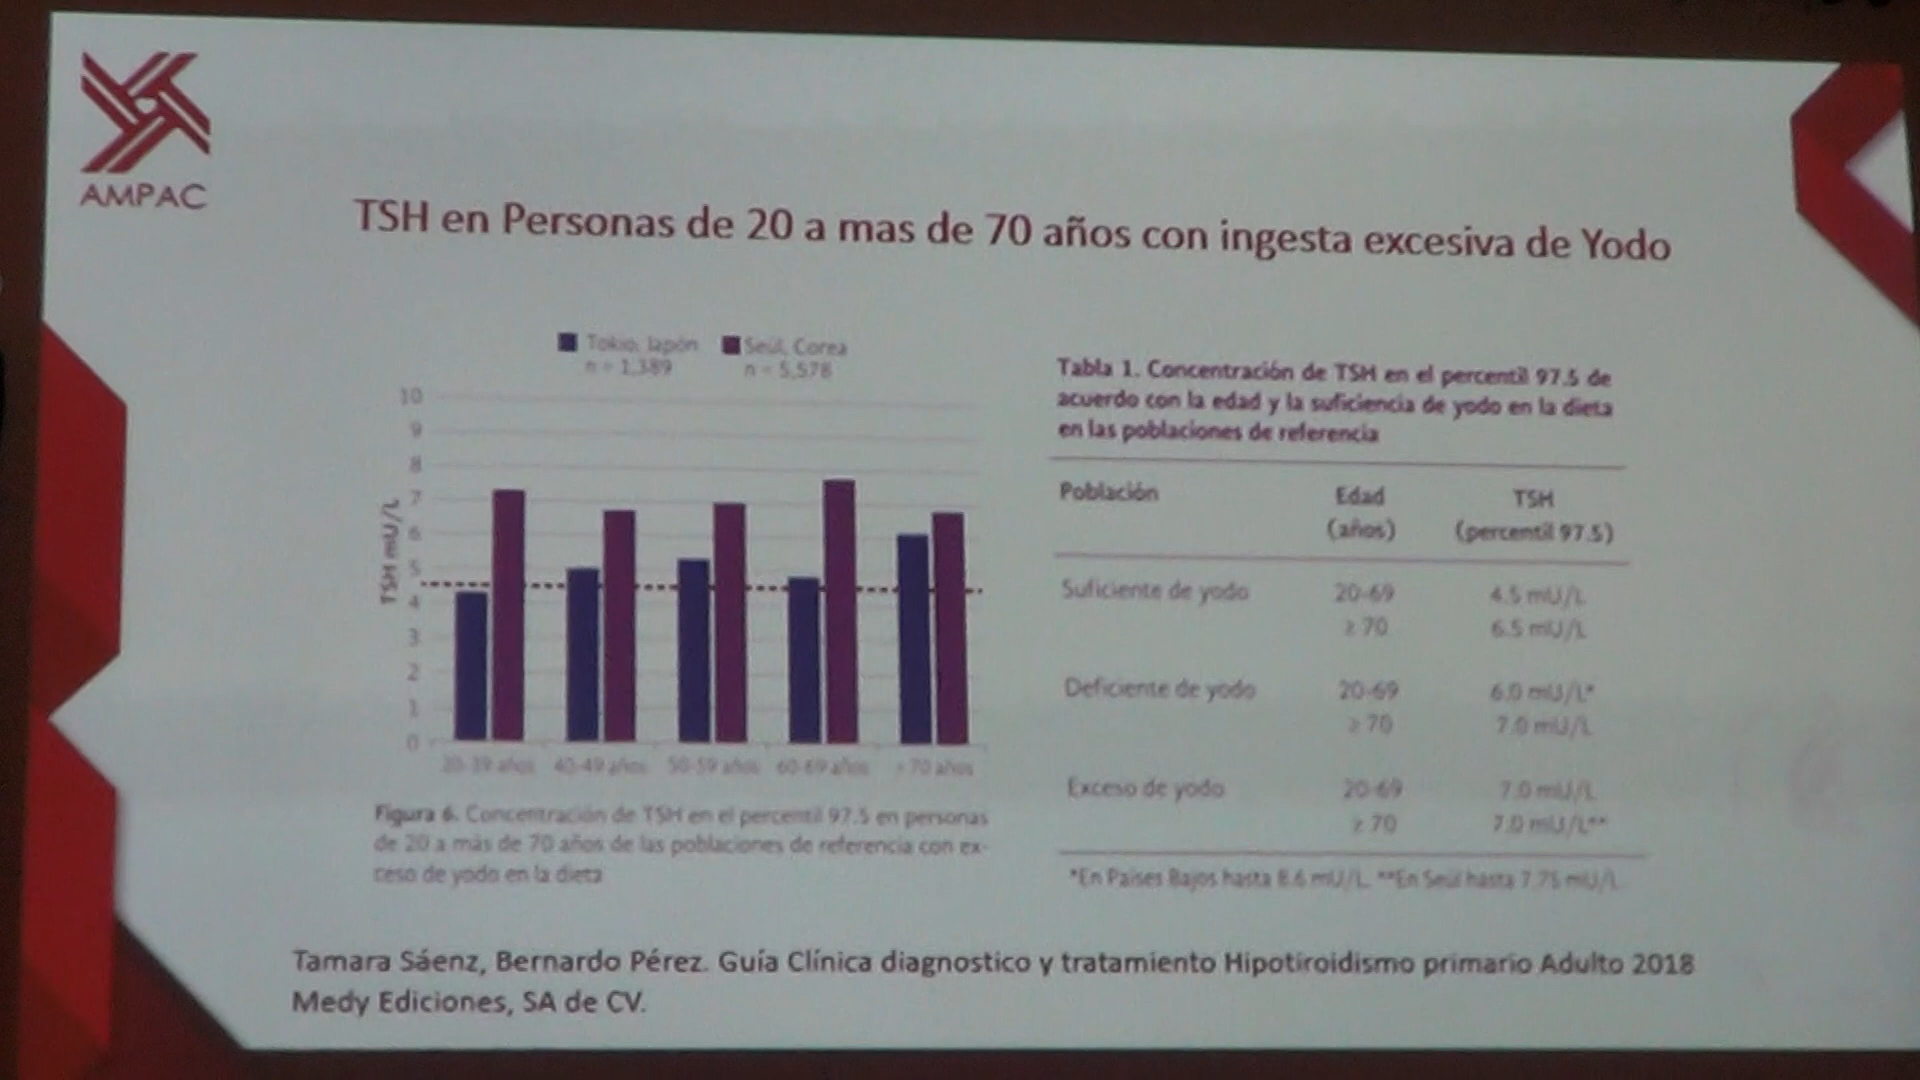 AMPAC
TSH en Personas de 20 a mas de 70 años con ingesta excesiva de Yodo
Tokio, Japón
n = 1,389
Seúl, Corea
n = 5,578
TSH mU/L
10
9
8
7
6
5
4
3
2
1
0
20-39 años 40-49 años 50-59 años 60-69 años > 70 años
Figura 6. Concentración de TSH en el percentil 97.5 en personas
de 20 a más de 70 años de las poblaciones de referencia con ex-
ceso de yodo en la dieta
Tabla 1. Concentración de TSH en el percentil 97.5 de
acuerdo con la edad y la suficiencia de yodo en la dieta
en las poblaciones de referencia
Población Edad TSH
(años) (percentil 97.5)
Suficiente de yodo 20-69 4.5 mU/L
≥ 70 6.5 mU/L
Deficiente de yodo 20-69 6.0 mU/L*
≥ 70 7.0 mU/L
Exceso de yodo 20-69 7.0 mU/L
≥ 70 7.0 mU/L**
*En Países Bajos hasta 8.6 mU/L. **En Seúl hasta 7.75 mU/L
Tamara Sáenz, Bernardo Pérez. Guía Clínica diagnostico y tratamiento Hipotiroidismo primario Adulto 2018
Medy Ediciones, SA de CV.